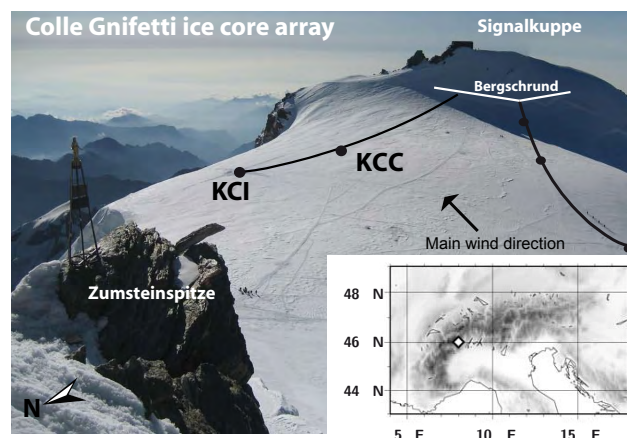 Colle Gnifetti ice core array
Signalkuppe
Bergschrund
KCC
KCI
Main wind direction
Zumsteinspitze
N
48 N
46 N
44 N
5 E 10 E 15 E